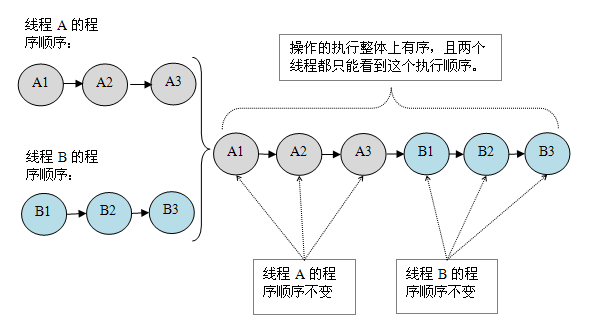 线程 A 的程
序顺序：
A1
A2
A3
线程 B 的程
序顺序：
B1
B2
B3
操作的执行整体上有序，且两个
线程都只能看到这个执行顺序。
A1
A2
A3
B1
B2
B3
线程 A 的程
序顺序不变
线程 B 的程
序顺序不变